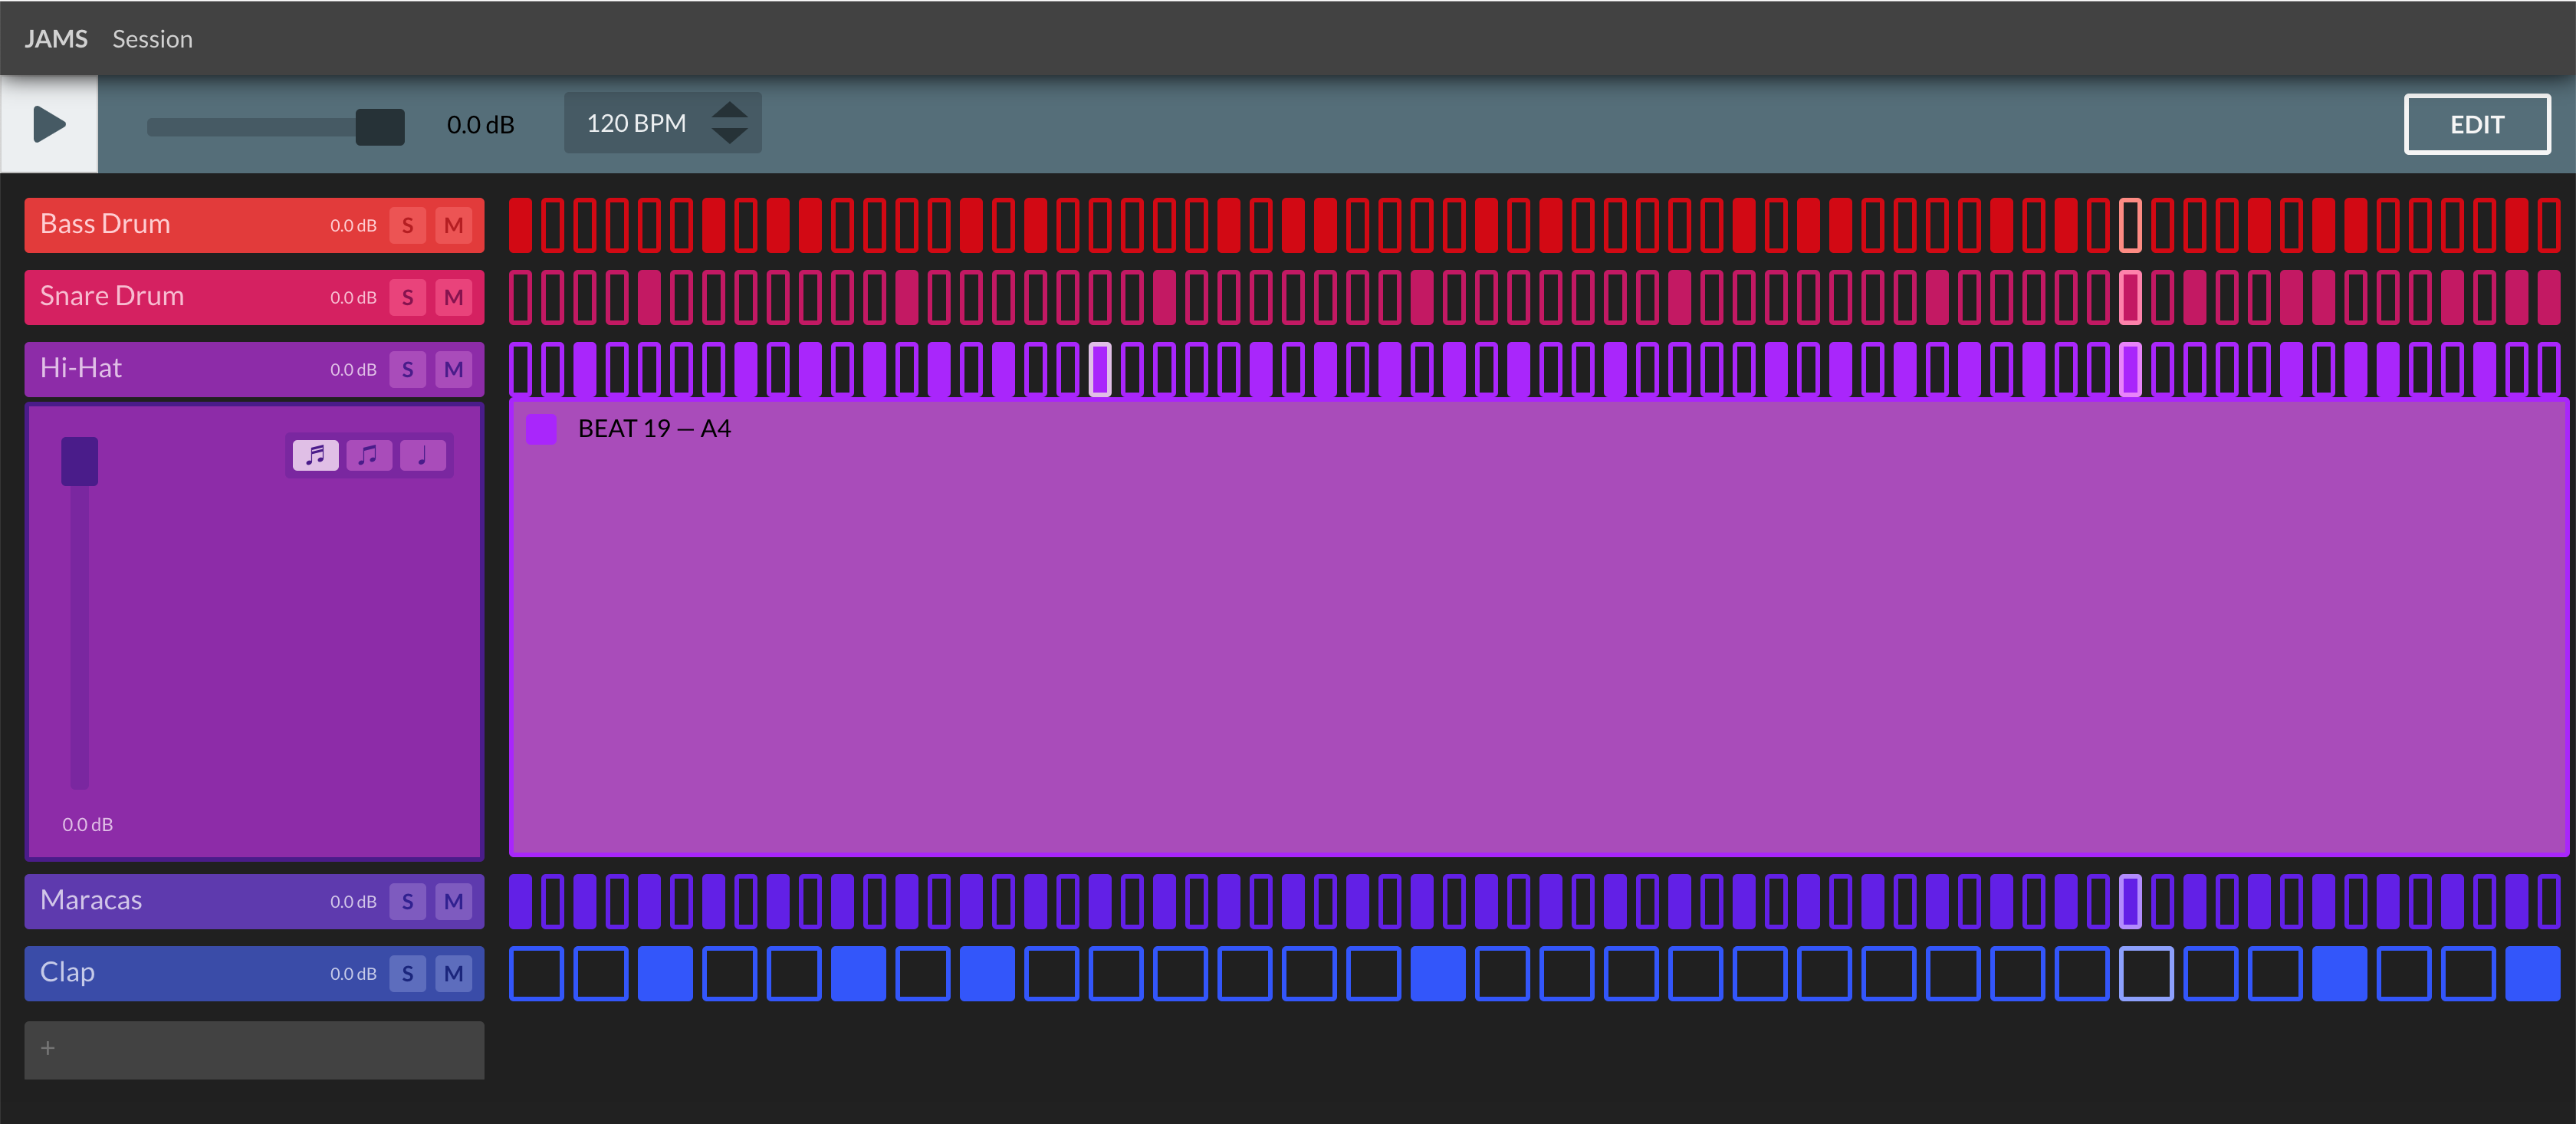 JAMS Session
0.0 dB 120 BPM EDIT
Bass Drum 0.0 dB S M
Snare Drum 0.0 dB S M
Hi-Hat 0.0 dB S M
BEAT 19 — A4
0.0 dB
Maracas 0.0 dB S M
Clap 0.0 dB S M
+